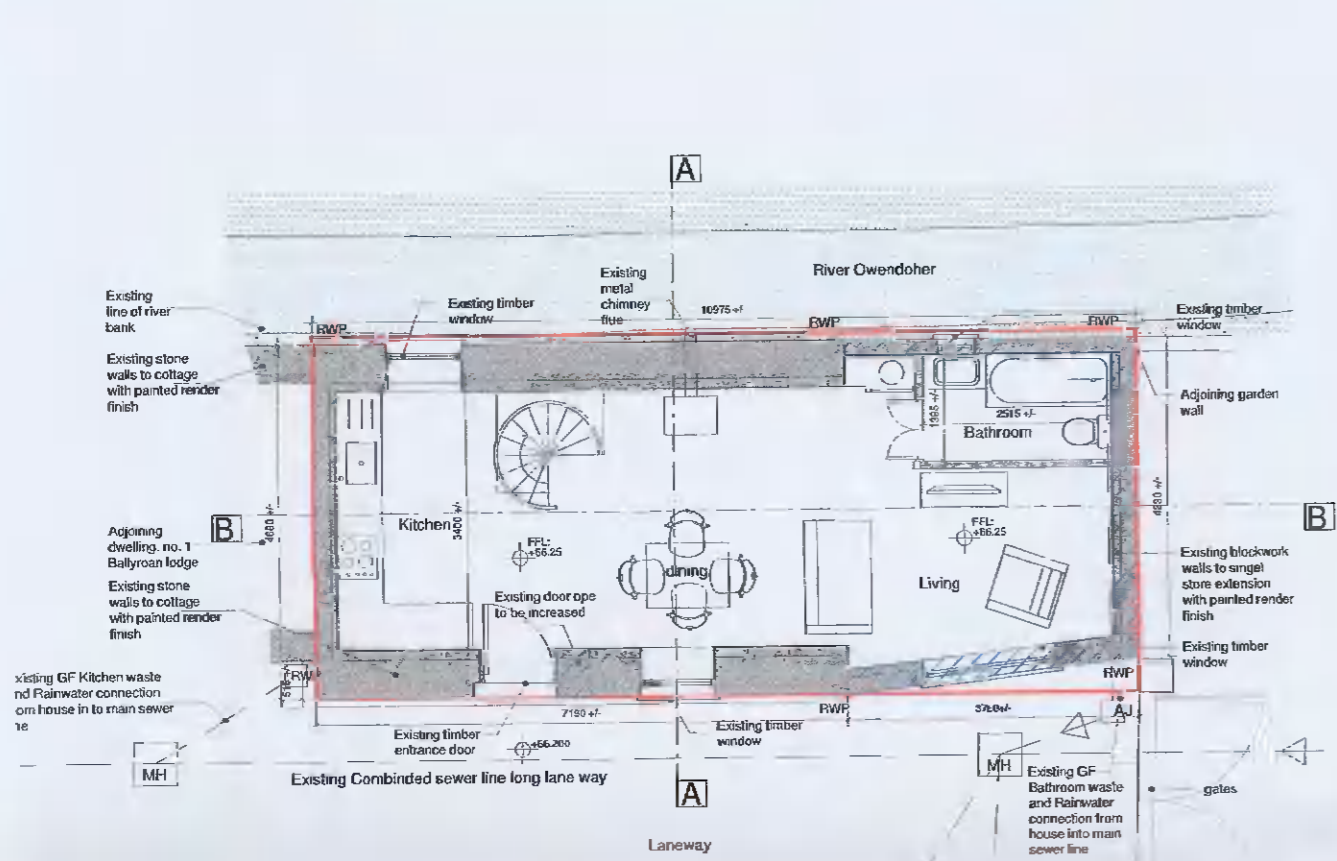 A
River Owendoher
Existing
metal
chimney
flue
10975 +/-
Existing
line of river
bank
Existing timber
window
Existing timber
window
RWP
RWP
RWP
Existing stone
walls to cottage
with painted render
finish
Adjoining garden
wall
1395 +/-
2515 +/-
Bathroom
4680 +/-
3400 +/-
4230 +/-
B
Kitchen
B
Adjoining
dwelling. no. 1
Ballyroan lodge
FFL:
+66.25
FFL:
+66.25
dining
Living
Existing blockwork
walls to singel
store extension
with painted render
finish
Existing stone
walls to cottage
with painted render
finish
Existing door ope
to be increased
Existing timber
window
RW
RWP
xisting GF Kitchen waste
nd Rainwater connection
om house in to main sewer
ne
7190 +/-
RWP
AJ
Existing timber
entrance door
+66.200
Existing timber
window
MH
MH
Existing Combinded sewer line long lane way
A
Existing GF
Bathroom waste
and Rainwater
connection from
house into main
sewer line
gates
Laneway